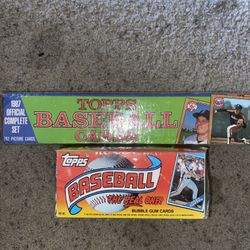 1987
OFFICIAL
COMPLETE
SET
792 PICTURE CARDS
TOPPS
BASEBALL
CARDS
Topps
BASEBALL
THE REAL ONE!
BUBBLE GUM CARDS